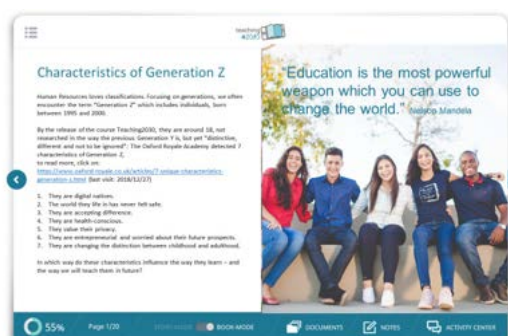 teaching
#2030
Characteristics of Generation Z
Human Resources loves classifications. Focusing on generations, we often
encounter the term "Generation Z" which includes individuals, born
between 1995 and 2000.
By the release of the course Teaching2030, they are around 18, not
researched in the way the previous Generation Y is, but yet "distinctive,
different and not to be ignored": The Oxford Royale Academy detected 7
characteristics of Generation Z,
to read more, click on:
https://www.oxford-royale.co.uk/articles/7-unique-characteristics-
generation-z.html (last visit: 2018/12/27)
1. They are digital natives.
2. The world they life in has never felt safe.
3. They are accepting difference.
4. They are health-conscious.
5. They value their privacy.
6. They are entrepreneurial and worried about their future prospects.
7. They are changing the distinction between childhood and adulthood.
In which way do these characteristics influence the way they learn – and
the way we will teach them in future?
"Education is the most powerful
weapon which you can use to
change the world." Nelson Mandela
55% Page 1/20 STORY-MODE BOOK-MODE DOCUMENTS NOTES ACTIVITY CENTER